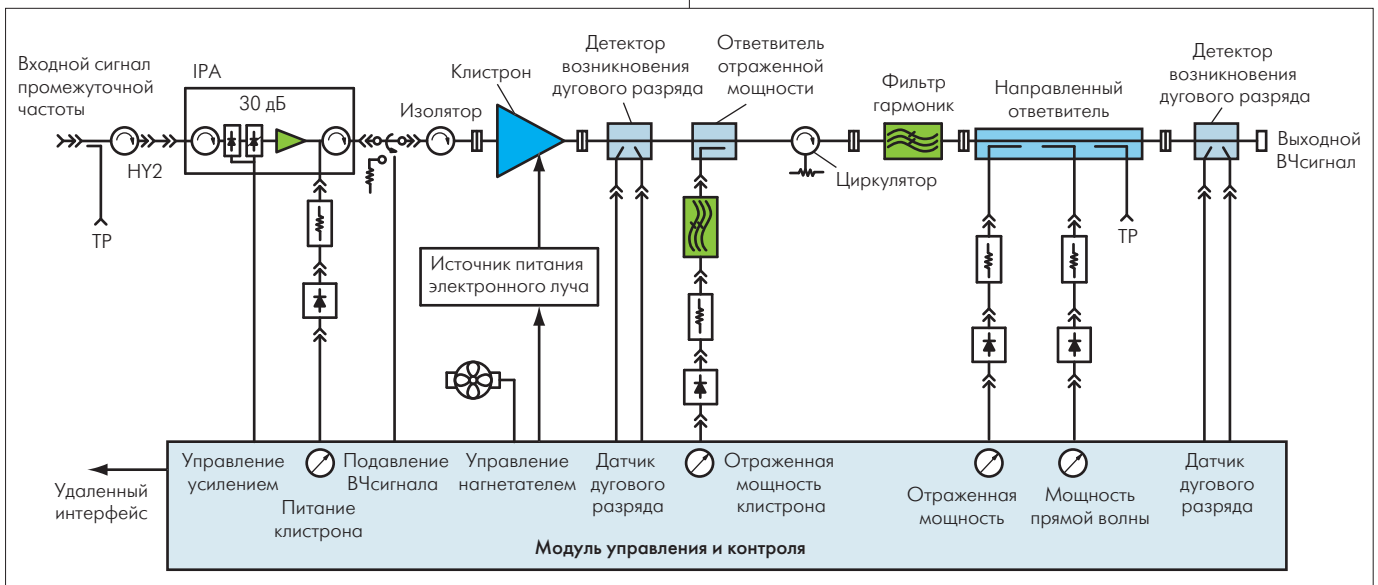 Входной сигнал
промежуточной
частоты
IPA
30 дБ
HY2
TP
Изолятор
Клистрон
Детектор
возникновения
дугового разряда
Ответвитель
отраженной
мощности
Циркулятор
Фильтр
гармоник
Направленный
ответвитель
TP
Детектор
возникновения
дугового разряда
Выходной
ВЧсигнал
Источник питания
электронного луча
Удаленный
интерфейс
Управление
усилением
Питание
клистрона
Подавление
ВЧсигнала
Управление
нагнетателем
Датчик
дугового
разряда
Отраженная
мощность
клистрона
Отраженная
мощность
Мощность
прямой волны
Датчик
дугового
разряда
Модуль управления и контроля